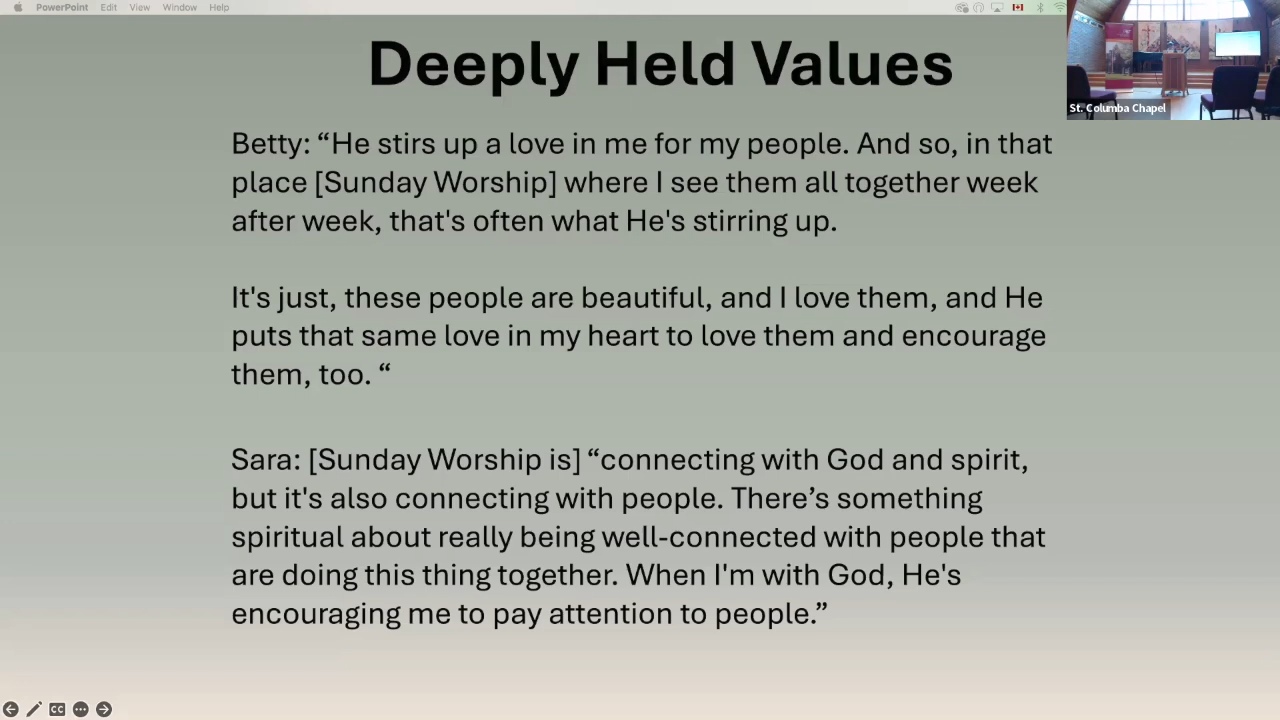 PowerPoint Edit View Window Help
Deeply Held Values
St. Columba Chapel
Betty: “He stirs up a love in me for my people. And so, in that
place [Sunday Worship] where I see them all together week
after week, that's often what He's stirring up.
It's just, these people are beautiful, and I love them, and He
puts that same love in my heart to love them and encourage
them, too. “
Sara: [Sunday Worship is] “connecting with God and spirit,
but it's also connecting with people. There’s something
spiritual about really being well-connected with people that
are doing this thing together. When I'm with God, He's
encouraging me to pay attention to people.”
CC